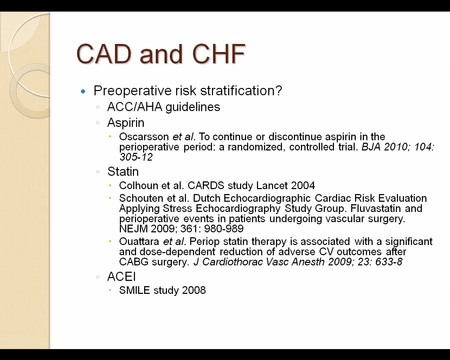 CAD and CHF
Preoperative risk stratification?
ACC/AHA guidelines
Aspirin
Oscarsson et al. To continue or discontinue aspirin in the
perioperative period: a randomized, controlled trial. BJA 2010; 104:
305-12
Statin
Colhoun et al. CARDS study Lancet 2004
Schouten et al. Dutch Echocardiographic Cardiac Risk Evaluation
Applying Stress Echocardiography Study Group. Fluvastatin and
perioperative events in patients undergoing vascular surgery.
NEJM 2009; 361: 980-989
Ouattara et al. Periop statin therapy is associated with a significant
and dose-dependent reduction of adverse CV outcomes after
CABG surgery. J Cardiothorac Vasc Anesth 2009; 23: 633-8
ACEI
SMILE study 2008